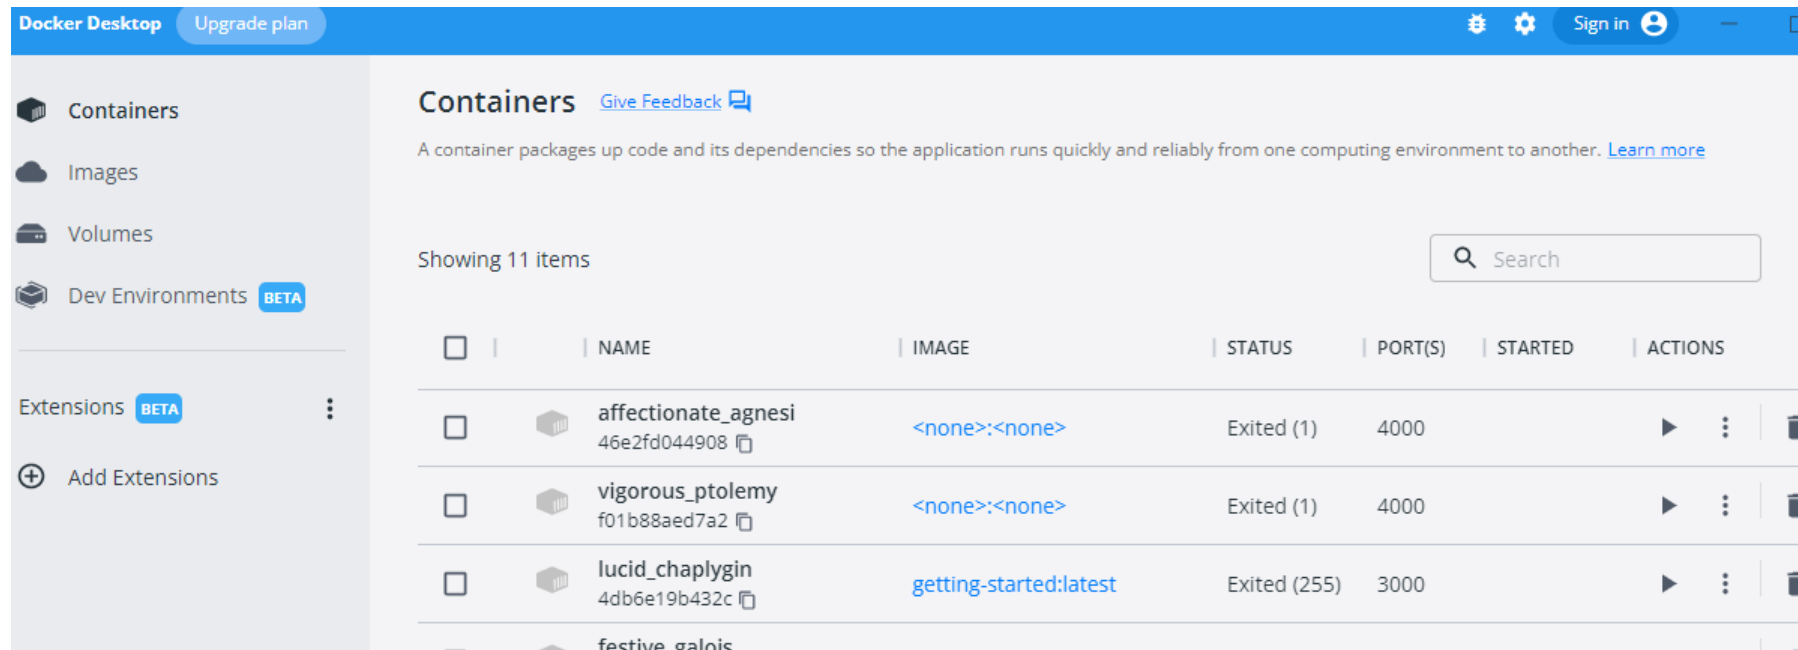 Docker Desktop Upgrade plan Sign in
Containers
Images
Volumes
Dev Environments BETA
Extensions BETA
Add Extensions
Containers Give Feedback
A container packages up code and its dependencies so the application runs quickly and reliably from one computing environment to another. Learn more
Showing 11 items
Search
NAME IMAGE STATUS PORT(S) STARTED ACTIONS
affectionate_agnesi
46e2fd044908
<none>:<none> Exited (1) 4000
vigorous_ptolemy
f01b88aed7a2
<none>:<none> Exited (1) 4000
lucid_chaplygin
4db6e19b432c
getting-started:latest Exited (255) 3000
festive_galois